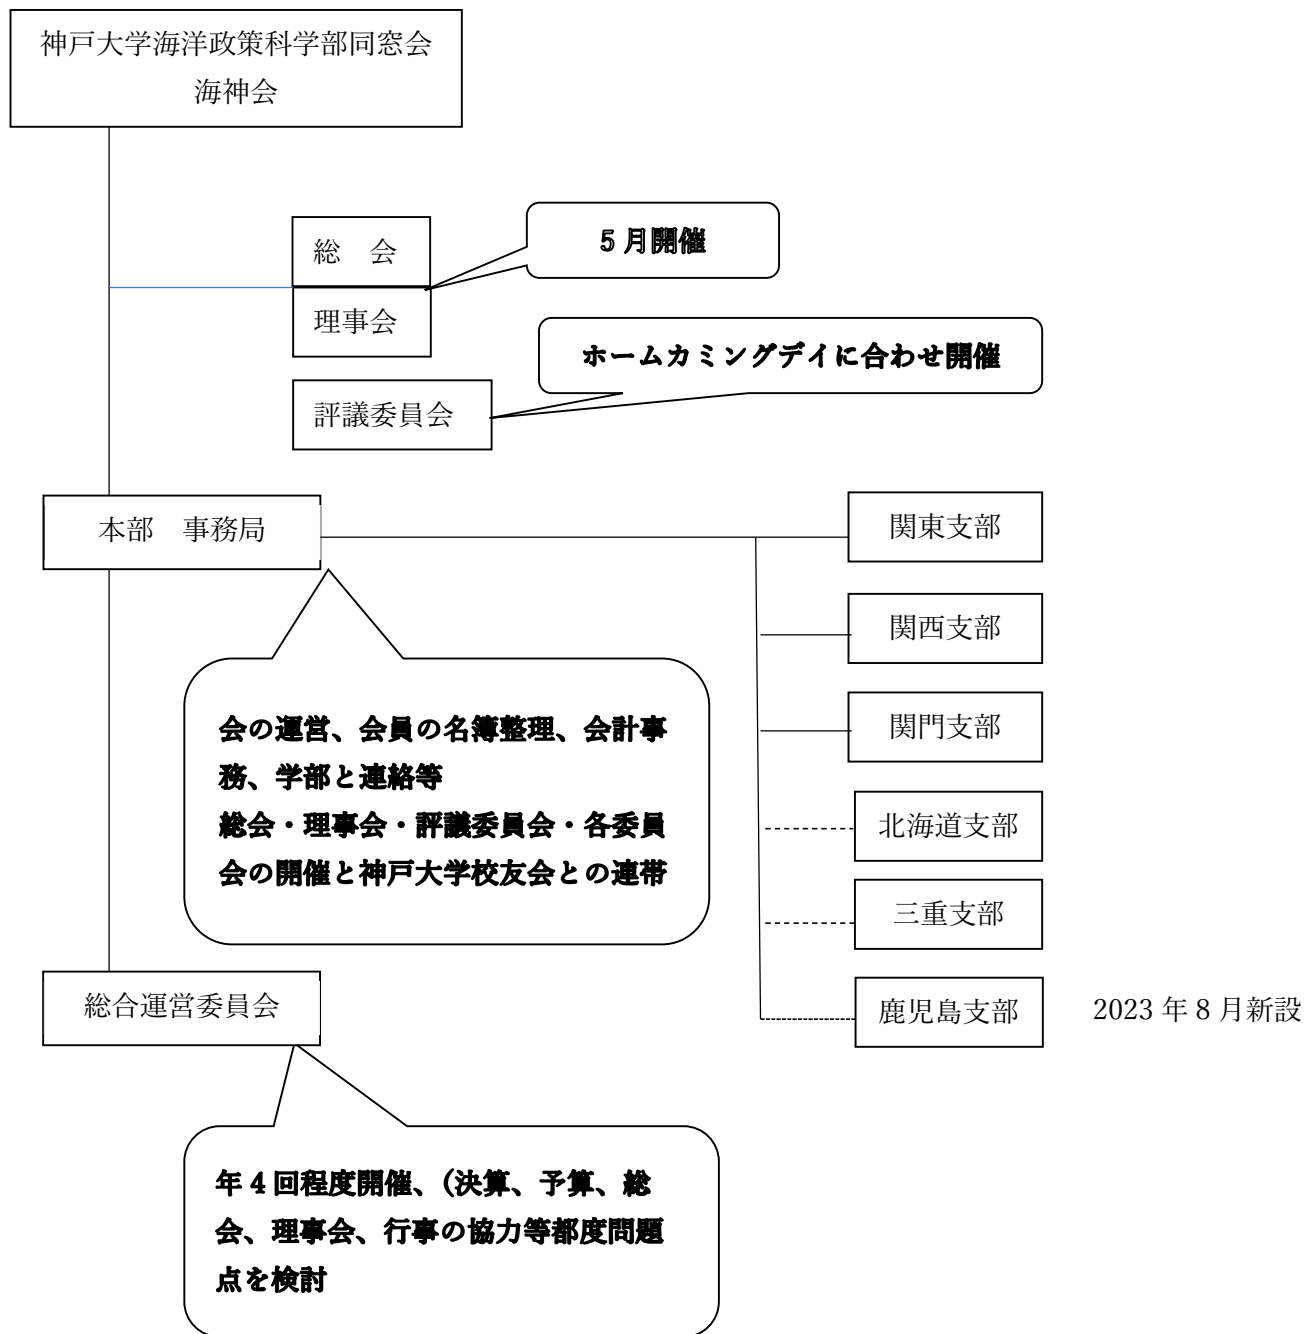 神戸大学海洋政策科学部同窓会
海神会
総　会
5月開催
理事会
ホームカミングデイに合わせ開催
評議委員会
本部　事務局
関東支部
関西支部
関門支部
北海道支部
三重支部
鹿児島支部
2023 年 8 月新設
会の運営、会員の名簿整理、会計事
務、学部と連絡等
総会・理事会・評議委員会・各委員
会の開催と神戸大学校友会との連帯
総合運営委員会
年 4 回程度開催、(決算、予算、総
会、理事会、行事の協力等都度問題
点を検討